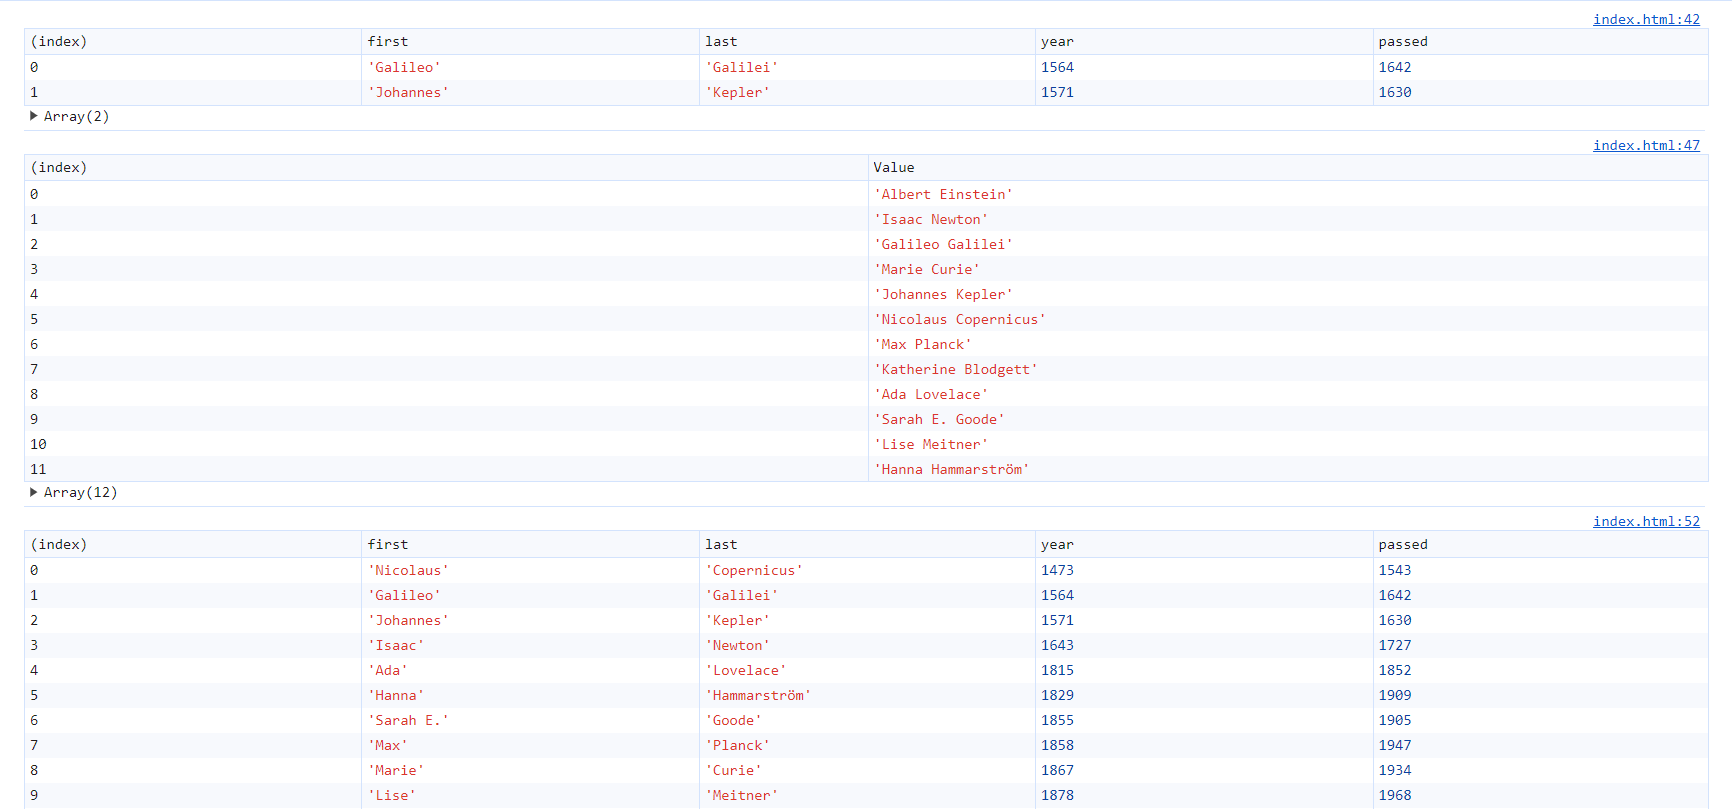 index.html:42
(index) first last year passed
0 'Galileo' 'Galilei' 1564 1642
1 'Johannes' 'Kepler' 1571 1630
▶ Array(2)
index.html:47
(index) Value
0 'Albert Einstein'
1 'Isaac Newton'
2 'Galileo Galilei'
3 'Marie Curie'
4 'Johannes Kepler'
5 'Nicolaus Copernicus'
6 'Max Planck'
7 'Katherine Blodgett'
8 'Ada Lovelace'
9 'Sarah E. Goode'
10 'Lise Meitner'
11 'Hanna Hammarström'
▶ Array(12)
index.html:52
(index) first last year passed
0 'Nicolaus' 'Copernicus' 1473 1543
1 'Galileo' 'Galilei' 1564 1642
2 'Johannes' 'Kepler' 1571 1630
3 'Isaac' 'Newton' 1643 1727
4 'Ada' 'Lovelace' 1815 1852
5 'Hanna' 'Hammarström' 1829 1909
6 'Sarah E.' 'Goode' 1855 1905
7 'Max' 'Planck' 1858 1947
8 'Marie' 'Curie' 1867 1934
9 'Lise' 'Meitner' 1878 1968